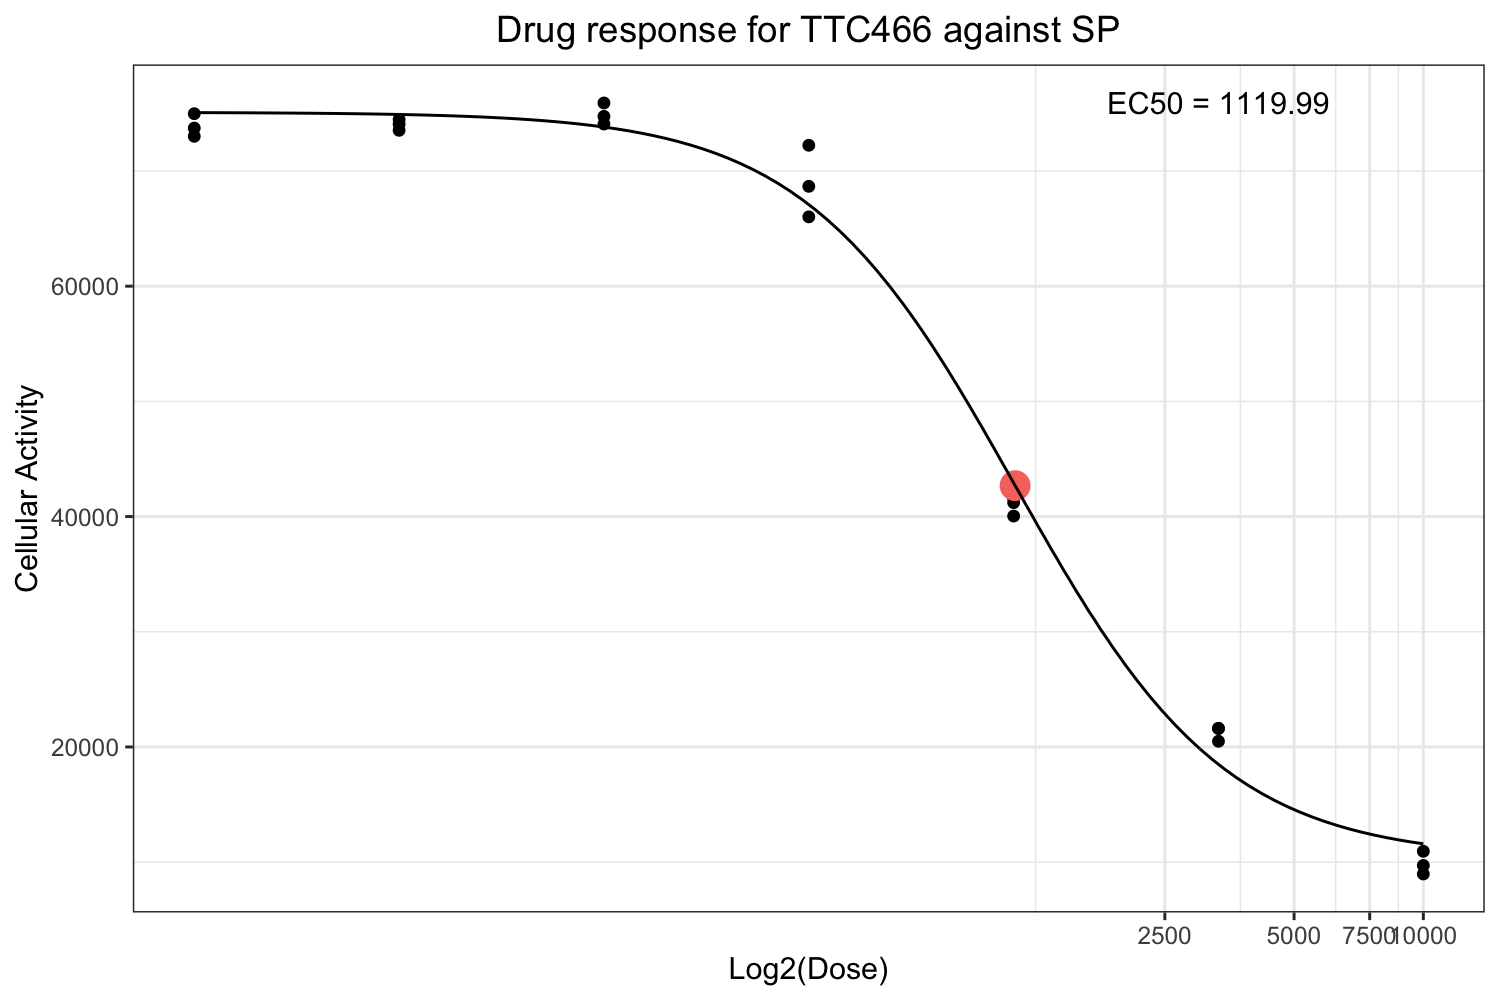 Drug response for TTC466 against SP
EC50 = 1119.99
60000
40000
20000
Cellular Activity
2500 5000 7500 10000
Log2(Dose)